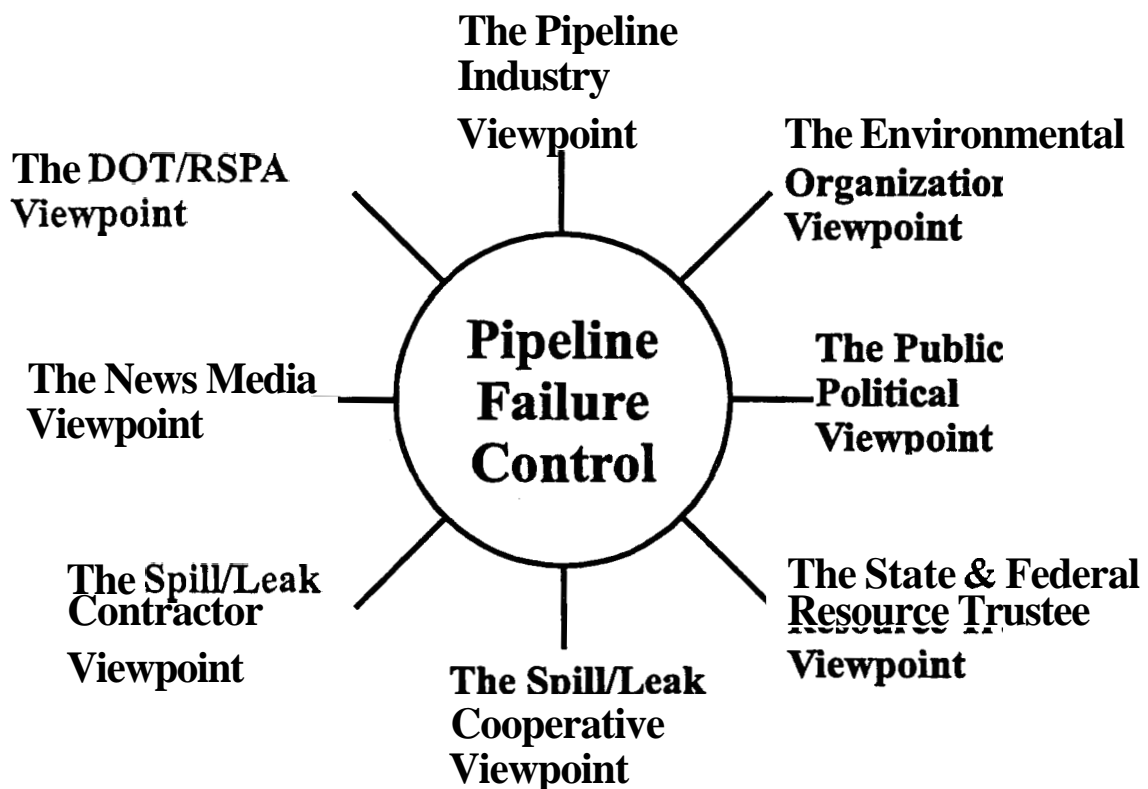 The Pipeline
Industry
Viewpoint
The Environmental
Organization
Viewpoint
The DOT/RSPA
Viewpoint
Pipeline
Failure
Control
The Public
Political
Viewpoint
The News Media
Viewpoint
The State & Federal
Resource Trustee
Viewpoint
The Spill/Leak
Contractor
Viewpoint
The Spill/Leak
Cooperative
Viewpoint